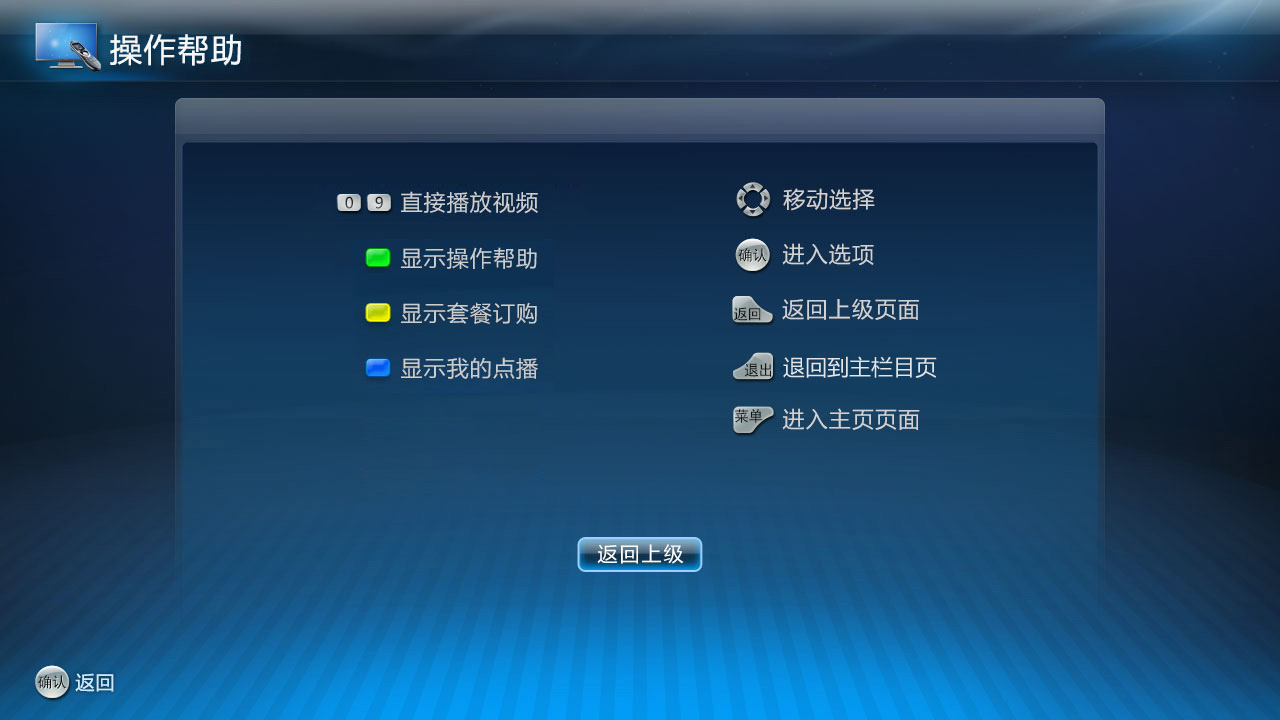 操作帮助
0 9 直接播放视频
显示操作帮助
显示套餐订购
显示我的点播
移动选择
确认 进入选项
返回 返回上级页面
退出 退回到主栏目页
菜单 进入主页页面
返回上级
确认 返回